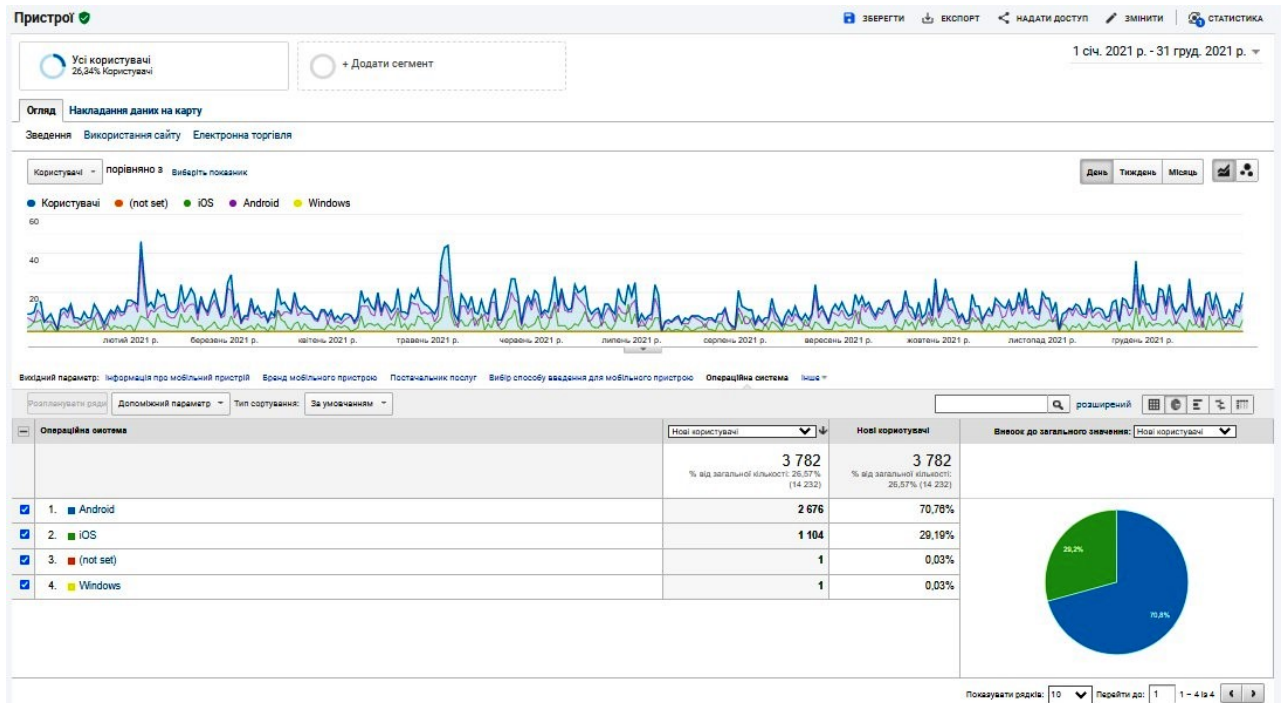 Пристрої
ЗБЕРЕГТИ ЕКСПОРТ НАДАТИ ДОСТУП ЗМІНИТИ СТАТИСТИКА
Усі користувачі
26,34% Користувачі
+ Додати сегмент
1 січ. 2021 р. - 31 груд. 2021 р.
Огляд Накладання даних на карту
Зведення Використання сайту Електронна торгівля
Користувачі порівняно з Виберіть показник
День Тиждень Місяць
Користувачі (not set) iOS Android Windows
60
40
20
лютий 2021 р. березень 2021 р. квітень 2021 р. травень 2021 р. червень 2021 р. липень 2021 р. серпень 2021 р. вересень 2021 р. жовтень 2021 р. листопад 2021 р. грудень 2021 р.
Вихідний параметр: Інформація про мобільний пристрій Бренд мобільного пристрою Постачальник послуг Вибір способу введення для мобільного пристрою Операційна система Інше
Розпланувати ряди Допоміжний параметр Тип сортування: За умовчанням розширений
Операційна система Нові користувачі Нові користувачі Внесок до загального значення: Нові користувачі
3 782 3 782
% від загальної кількості: 26,57% (14 232) % від загальної кількості: 26,57% (14 232)
1. Android 2 676 70,76%
2. iOS 1 104 29,19%
3. (not set) 1 0,03%
4. Windows 1 0,03%
29,2%
70,8%
Показувати рядків: 10 Перейти до: 1 1 – 4 із 4